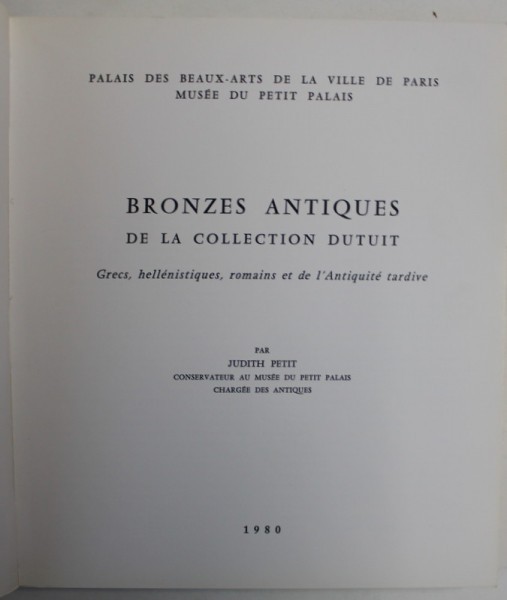 PALAIS DES BEAUX-ARTS DE LA VILLE DE PARIS
MUSÉE DU PETIT PALAIS
BRONZES ANTIQUES
DE LA COLLECTION DUTUIT
Grecs, hellénistiques, romains et de l'Antiquité tardive
PAR
JUDITH PETIT
CONSERVATEUR AU MUSÉE DU PETIT PALAIS
CHARGÉE DES ANTIQUES
1980